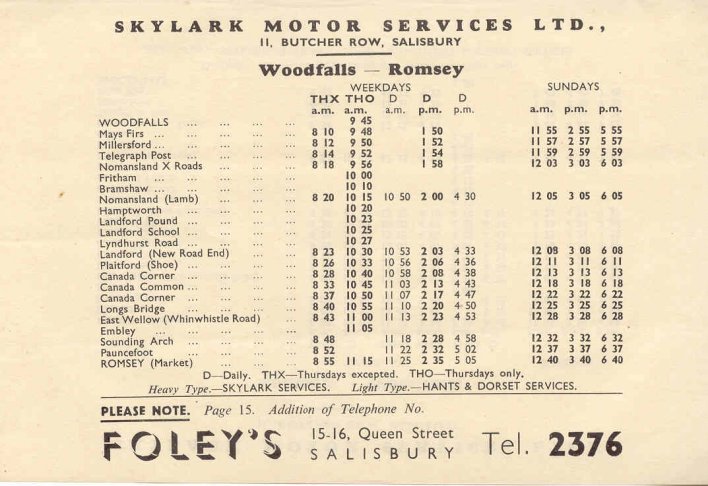 SKYLARK MOTOR SERVICES LTD.,
11, BUTCHER ROW, SALISBURY
Woodfalls — Romsey
WEEKDAYS SUNDAYS
THX THO D D D
a.m. a.m. a.m. p.m. p.m. a.m. p.m. p.m.
WOODFALLS ... ... ... ... 9 45
Mays Firs ... ... ... ... 8 10 9 48 1 50 11 55 2 55 5 55
Millersford ... ... ... ... 8 12 9 50 1 52 11 57 2 57 5 57
Telegraph Post ... ... ... 8 14 9 52 1 54 11 59 2 59 5 59
Nomansland X Roads ... ... 8 18 9 56 1 58 12 03 3 03 6 03
Fritham ... ... ... ... 10 00
Bramshaw ... ... ... ... 10 10
Nomansland (Lamb) ... ... 8 20 10 15 10 50 2 00 4 30 12 05 3 05 6 05
Hamptworth ... ... ... 10 20
Landford Pound ... ... ... 10 23
Landford School ... ... ... 10 25
Lyndhurst Road ... ... ... 10 27
Landford (New Road End) ... 8 23 10 30 10 53 2 03 4 33 12 08 3 08 6 08
Plaitford (Shoe) ... ... ... 8 26 10 33 10 56 2 06 4 36 12 11 3 11 6 11
Canada Corner ... ... ... 8 28 10 40 10 58 2 08 4 38 12 13 3 13 6 13
Canada Common ... ... ... 8 33 10 45 11 03 2 13 4 43 12 18 3 18 6 18
Canada Corner ... ... ... 8 37 10 50 11 07 2 17 4 47 12 22 3 22 6 22
Longs Bridge ... ... ... 8 40 10 55 11 10 2 20 4 50 12 25 3 25 6 25
East Wellow (Whinwhistle Road) ... 8 43 11 00 11 13 2 23 4 53 12 28 3 28 6 28
Embley ... ... ... ... 11 05
Sounding Arch ... ... ... 8 48 11 18 2 28 4 58 12 32 3 32 6 32
Pauncefoot ... ... ... 8 52 11 22 2 32 5 02 12 37 3 37 6 37
ROMSEY (Market) ... ... ... 8 55 11 15 11 25 2 35 5 05 12 40 3 40 6 40
D—Daily. THX—Thursdays excepted. THO—Thursdays only.
Heavy Type.—SKYLARK SERVICES. Light Type.—HANTS & DORSET SERVICES.
PLEASE NOTE. Page 15. Addition of Telephone No.
FOLEY'S 15-16, Queen Street SALISBURY Tel. 2376